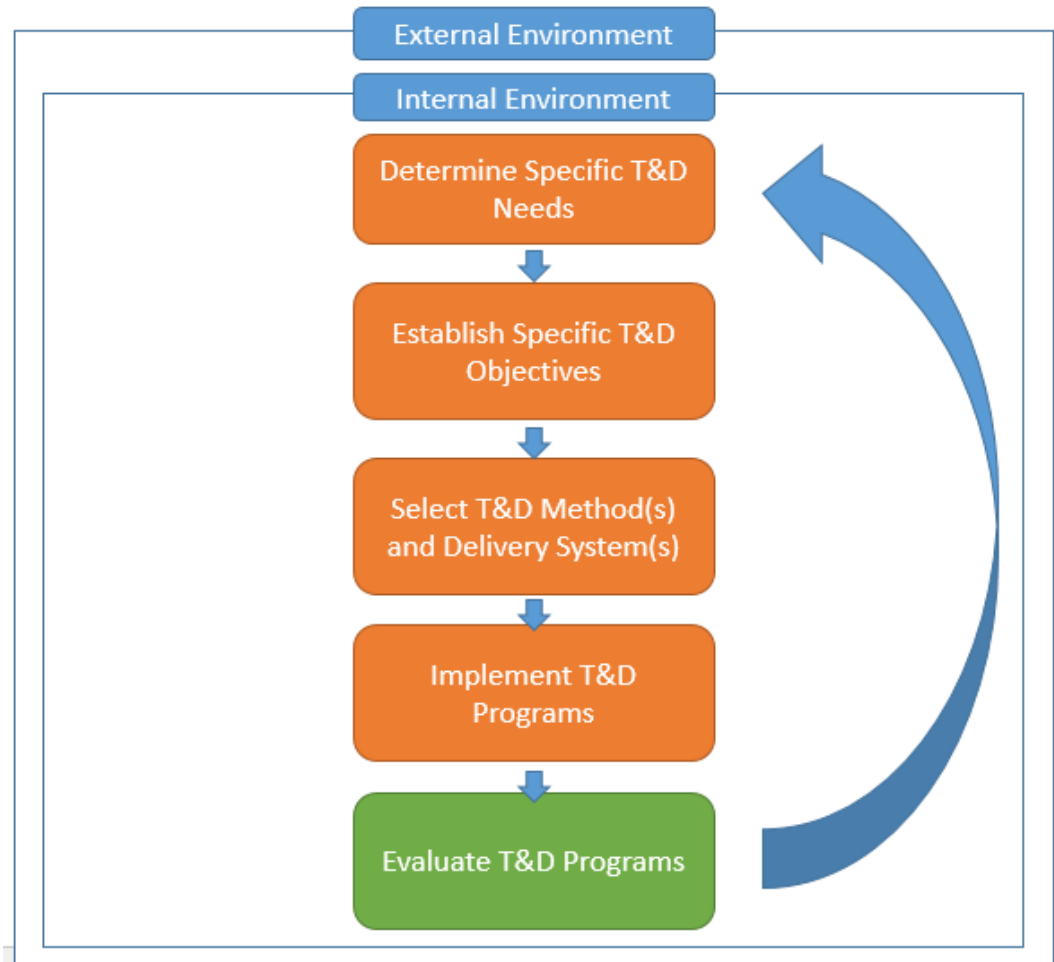 External Environment
Internal Environment
Determine Specific T&D
Needs
Establish Specific T&D
Objectives
Select T&D Method(s)
and Delivery System(s)
Implement T&D
Programs
Evaluate T&D Programs